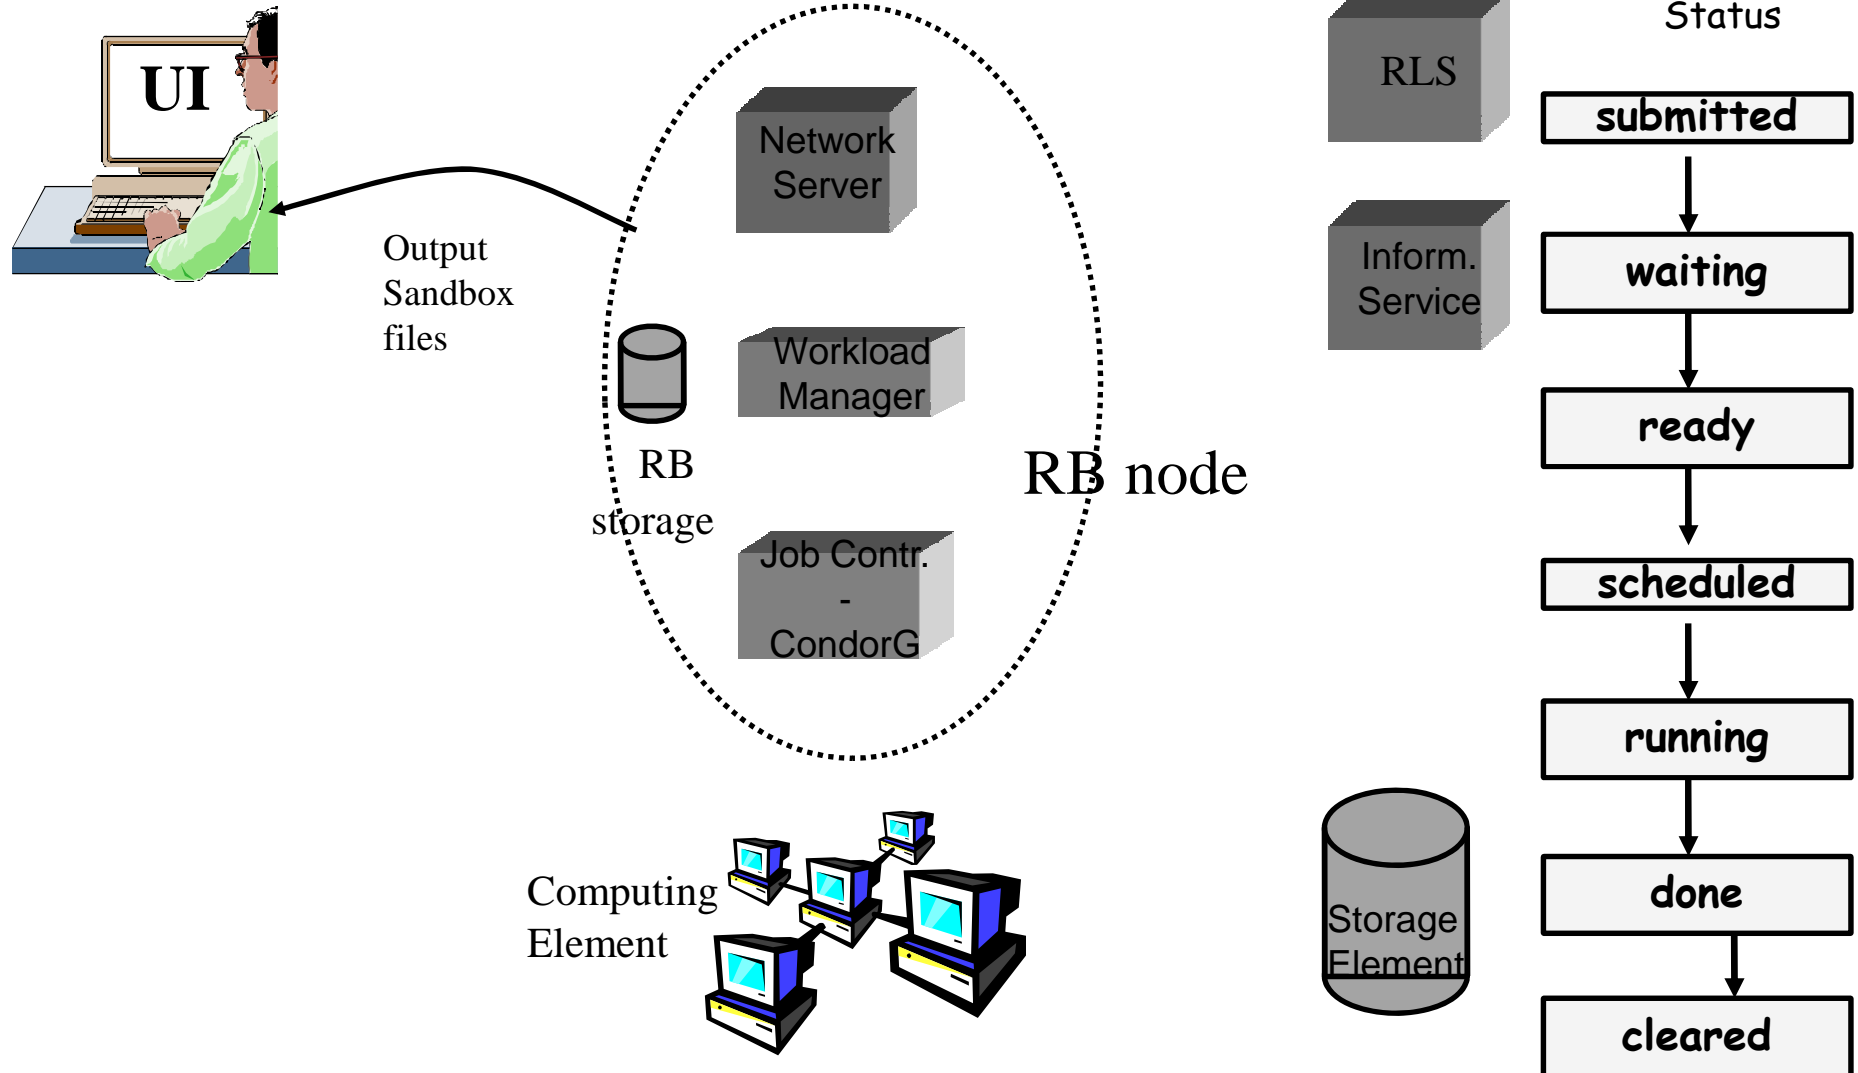 UI
Output
Sandbox
files
Network
Server
Workload
Manager
RB
storage
Job Contr.
-
CondorG
RB node
Computing
Element
RLS
Inform.
Service
Storage
Element
Status
submitted
waiting
ready
scheduled
running
done
cleared